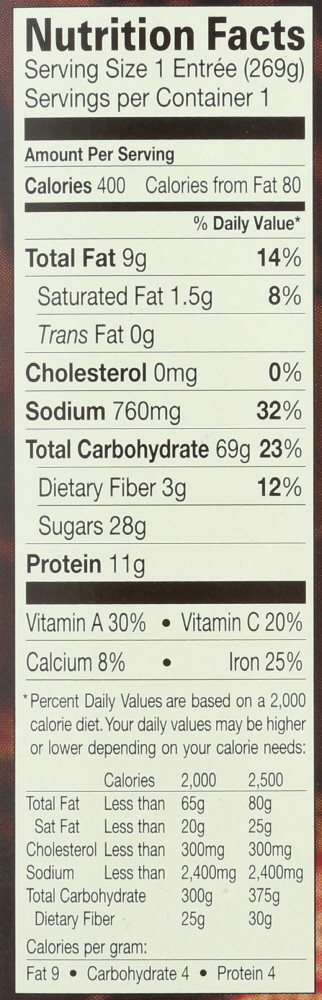 Nutrition Facts
Serving Size 1 Entrée (269g)
Servings per Container 1
Amount Per Serving
Calories 400 Calories from Fat 80
% Daily Value*
Total Fat 9g 14%
Saturated Fat 1.5g 8%
Trans Fat 0g
Cholesterol 0mg 0%
Sodium 760mg 32%
Total Carbohydrate 69g 23%
Dietary Fiber 3g 12%
Sugars 28g
Protein 11g
Vitamin A 30% • Vitamin C 20%
Calcium 8% • Iron 25%
*Percent Daily Values are based on a 2,000
calorie diet. Your daily values may be higher
or lower depending on your calorie needs:
Calories 2,000 2,500
Total Fat Less than 65g 80g
Sat Fat Less than 20g 25g
Cholesterol Less than 300mg 300mg
Sodium Less than 2,400mg 2,400mg
Total Carbohydrate 300g 375g
Dietary Fiber 25g 30g
Calories per gram:
Fat 9 • Carbohydrate 4 • Protein 4